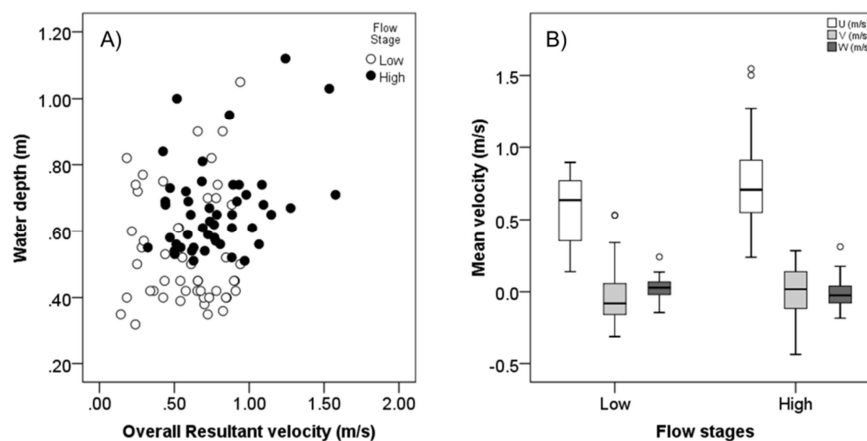 A)
Flow
Stage
Low
High
1.20
1.00
.80
.60
.40
.20
Water depth (m)
.00
.50
1.00
1.50
2.00
Overall Resultant velocity (m/s)
B)
U (m/s
V (m/s
W (m/s
1.5
1.0
0.5
0.0
-0.5
Mean velocity (m/s)
Low
High
Flow stages